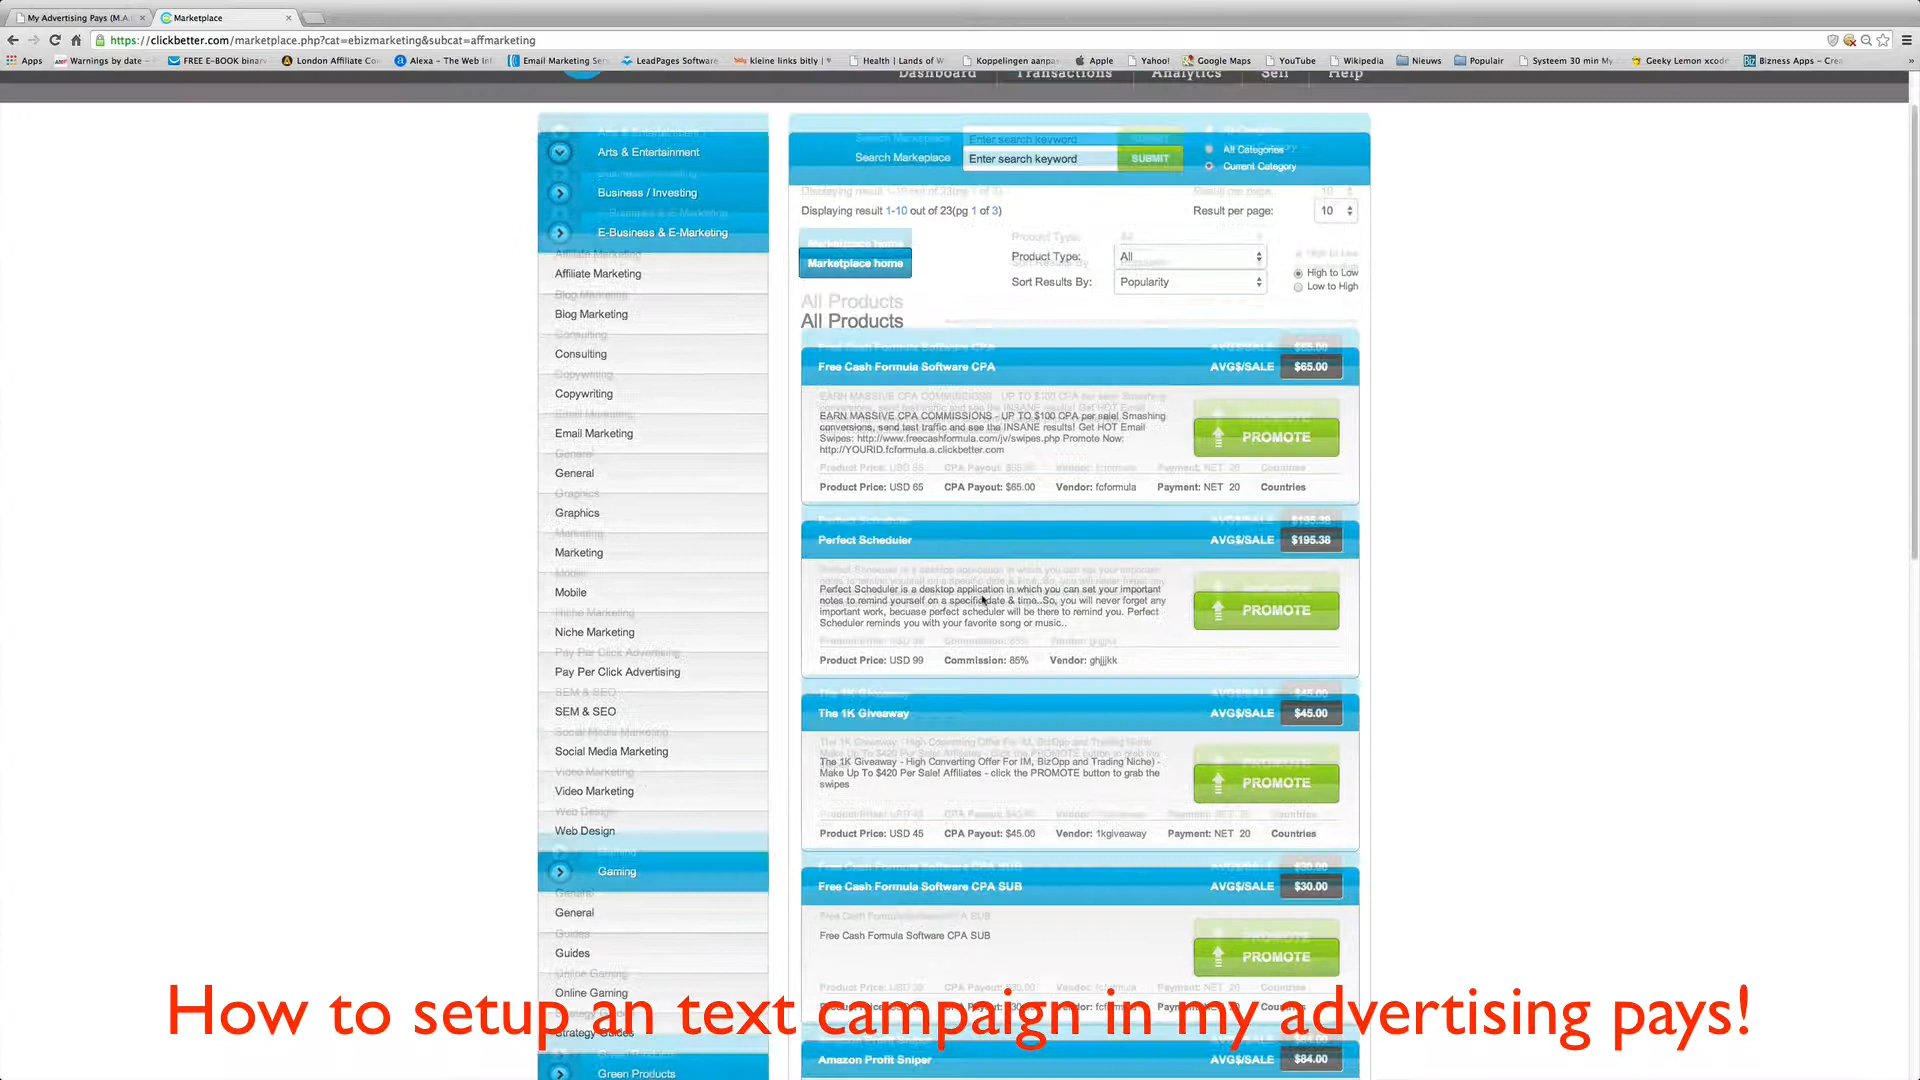 My Advertising Pays (M.A.
Marketplace
https://clickbetter.com/marketplace.php?cat=ebizmarketing&subcat=affmarketing
Apps
Warnings by date –
FREE E-BOOK binar
London Affiliate Co
Alexa - The Web In
Email Marketing Ser
LeadPages Software
kleine links bitly |
Health | Lands of W
Koppelingen aanpa
Apple
Yahoo!
Google Maps
YouTube
Wikipedia
Nieuws
Populair
Systeem 30 min My
Geeky Lemon xcod
Bizness Apps - Cre
»
Dashboard
Transactions
Analytics
Sell
Help
Arts & Entertainment
Business / Investing
E-Business & E-Marketing
Affiliate Marketing
Blog Marketing
Consulting
Copywriting
Email Marketing
General
Graphics
Marketing
Mobile
Niche Marketing
Pay Per Click Advertising
SEM & SEO
Social Media Marketing
Video Marketing
Web Design
Gaming
General
Guides
Online Gaming
Strategy Guides
Green Products
Search Markeplace
Enter search keyword
SUBMIT
All Categories
Current Category
Displaying result 1-10 out of 23(pg 1 of 3)
Result per page:
10
Marketplace home
Product Type:
All
High to Low
Sort Results By:
Popularity
Low to High
All Products
Free Cash Formula Software CPA
AVG$/SALE
$65.00
EARN MASSIVE CPA COMMISSIONS - UP TO $100 CPA per sale! Smashing
conversions, send test traffic and see the INSANE results! Get HOT Email
Swipes: http://www.freecashformula.com/jv/swipes.php Promote Now:
http://YOURID.fcformula.a.clickbetter.com
PROMOTE
Product Price: USD 65 CPA Payout: $65.00 Vendor: fcformula Payment: NET 20 Countries
Perfect Scheduler
AVG$/SALE
$195.38
Perfect Scheduler is a desktop application in which you can set your important
notes to remind yourself on a specific date & time..So, you will never forget any
important work, becuase perfect scheduler will be there to remind you. Perfect
Scheduler reminds you with your favorite song or music..
PROMOTE
Product Price: USD 99 Commission: 85% Vendor: ghjjjkk
The 1K Giveaway
AVG$/SALE
$45.00
The 1K Giveaway - High Converting Offer For IM, BizOpp and Trading Niche) -
Make Up To $420 Per Sale! Affiliates - click the PROMOTE button to grab the
swipes
PROMOTE
Product Price: USD 45 CPA Payout: $45.00 Vendor: 1kgiveaway Payment: NET 20 Countries
Free Cash Formula Software CPA SUB
AVG$/SALE
$30.00
Free Cash Formula Software CPA SUB
PROMOTE
How to setup an text campaign in my advertising pays!
Amazon Profit Sniper
AVG$/SALE
$84.00